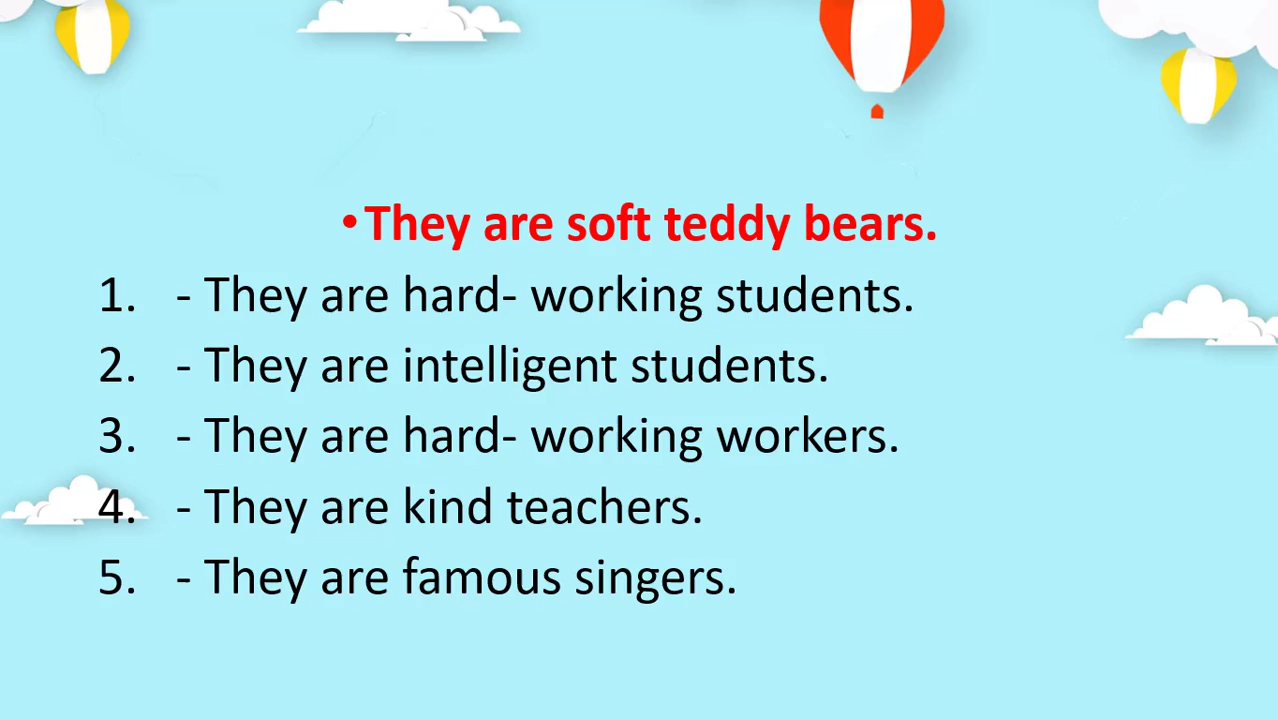 •They are soft teddy bears.
1. - They are hard- working students.
2. - They are intelligent students.
3. - They are hard- working workers.
4. - They are kind teachers.
5. - They are famous singers.